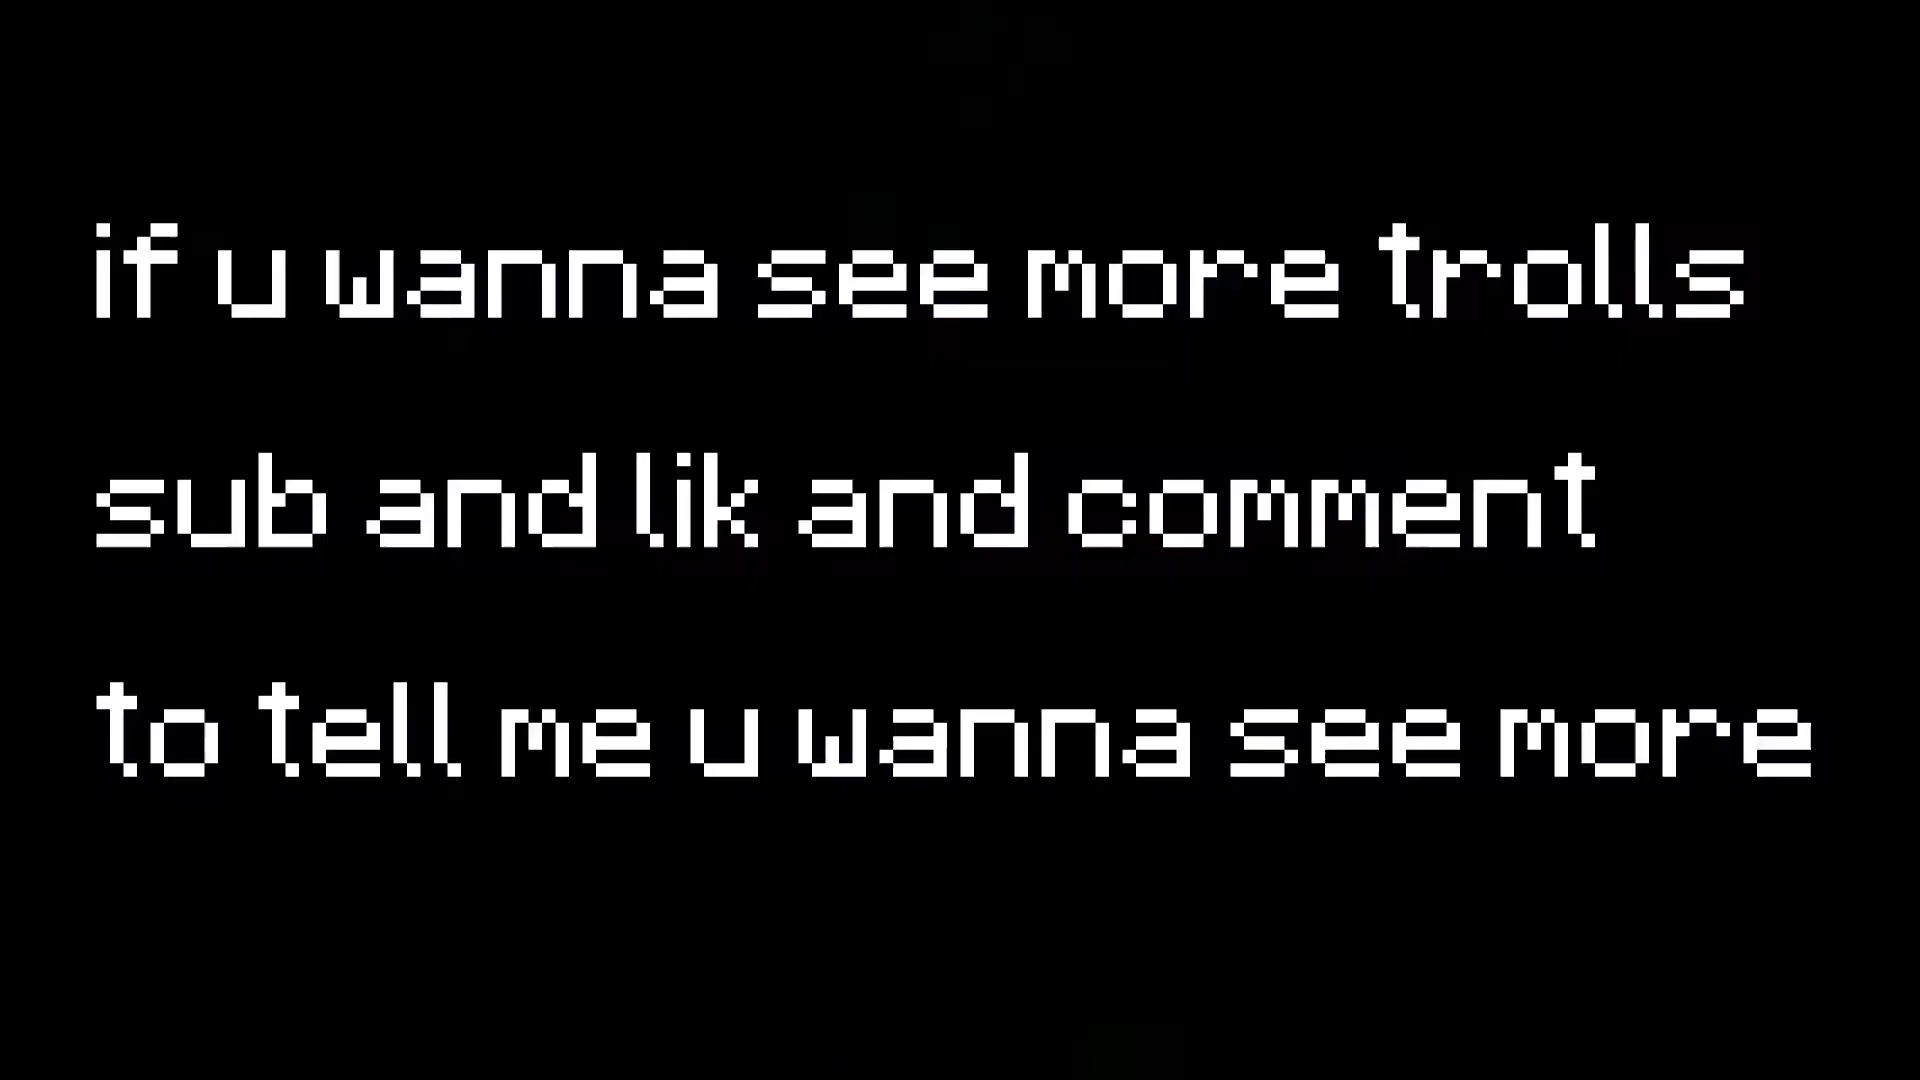 if u wanna see more trolls
sub and lik and comment
to tell me u wanna see more